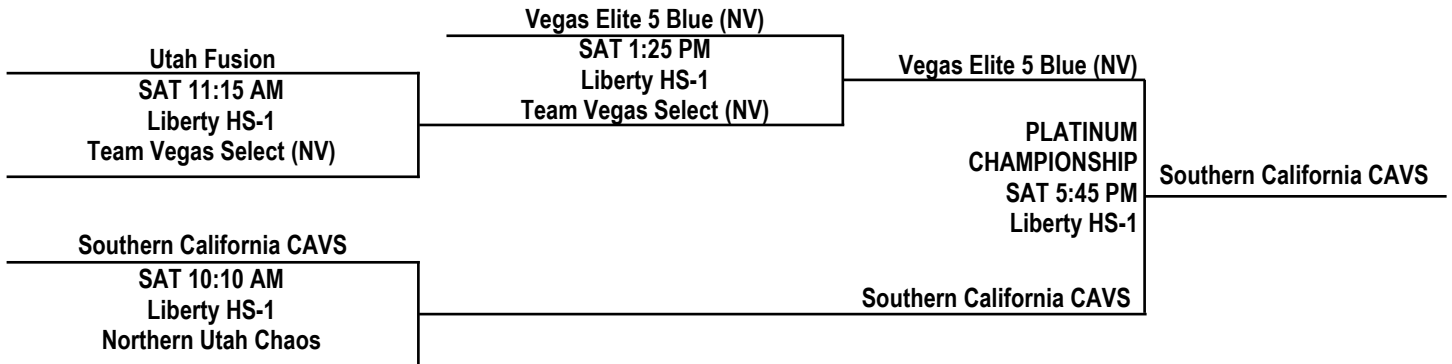 Vegas Elite 5 Blue (NV)
Utah Fusion
SAT 1:25 PM
Vegas Elite 5 Blue (NV)
SAT 11:15 AM
Liberty HS-1
Liberty HS-1
Team Vegas Select (NV)
Team Vegas Select (NV)
PLATINUM
CHAMPIONSHIP
SAT 5:45 PM
Liberty HS-1
Southern California CAVS
Southern California CAVS
SAT 10:10 AM
Liberty HS-1
Northern Utah Chaos
Southern California CAVS